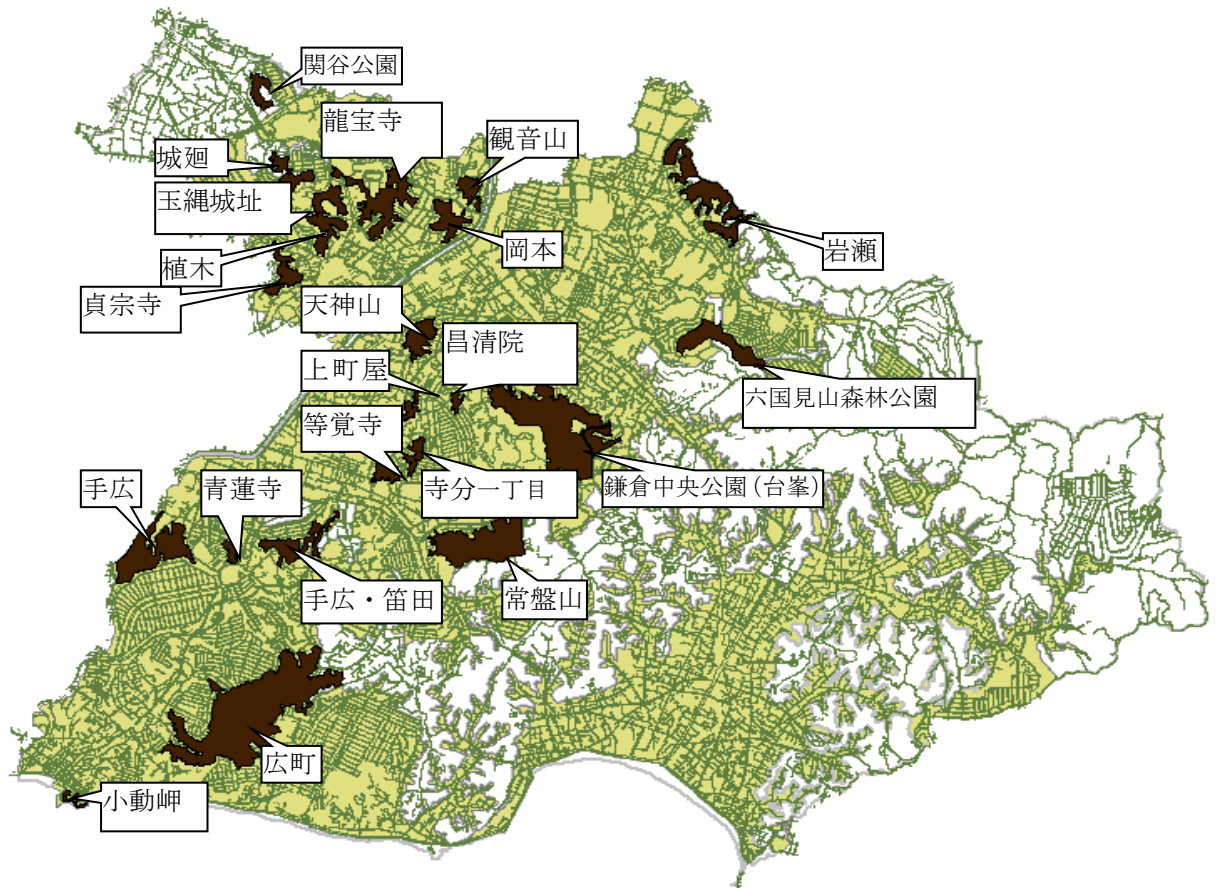 関谷公園
龍宝寺
観音山
城廻
玉縄城址
植木
岡本
岩瀬
貞宗寺
天神山
昌清院
上町屋
六国見山森林公園
等覚寺
手広
青蓮寺
寺分一丁目
鎌倉中央公園(台峯)
手広・笛田
常盤山
広町
小動岬